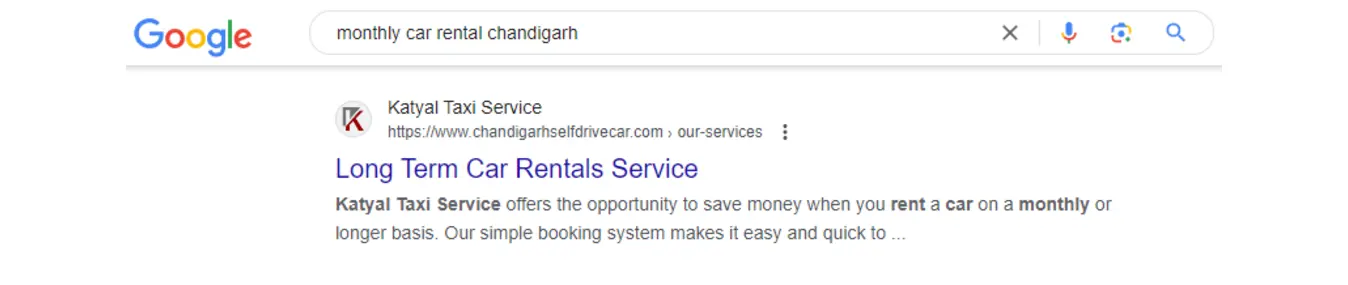 Google
monthly car rental chandigarh
Katyal Taxi Service
https://www.chandigarhselfdrivecar.com › our-services
Long Term Car Rentals Service
Katyal Taxi Service offers the opportunity to save money when you rent a car on a monthly or
longer basis. Our simple booking system makes it easy and quick to ...